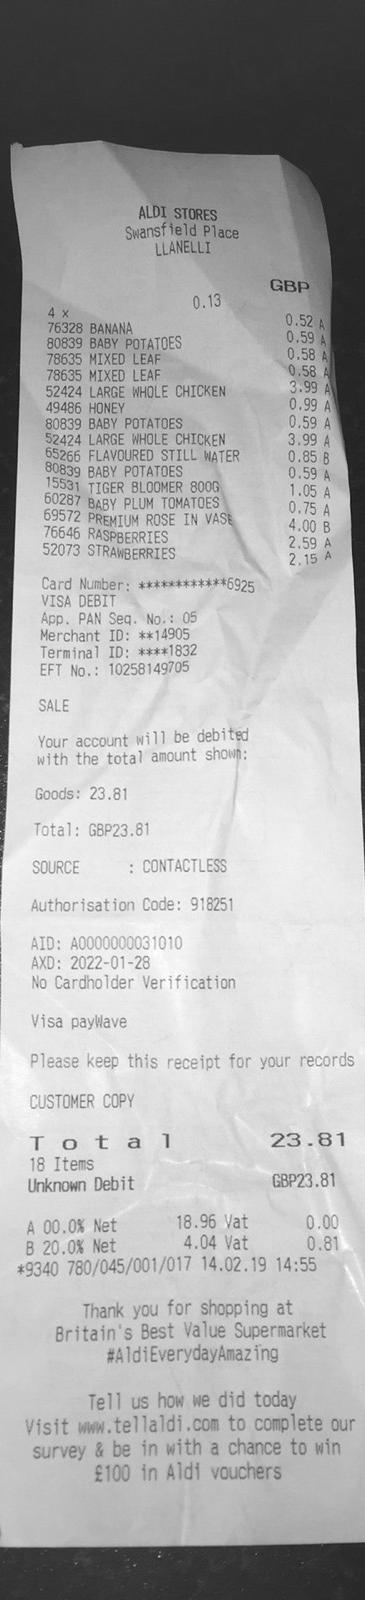 ALDI STORES
Swansfield Place
LLANELLI
GBP
4 x 0.13
76328 BANANA 0.52 A
80839 BABY POTATOES 0.59 A
78635 MIXED LEAF 0.58 A
78635 MIXED LEAF 0.58 A
52424 LARGE WHOLE CHICKEN 3.99 A
49486 HONEY 0.99 A
80839 BABY POTATOES 0.59 A
52424 LARGE WHOLE CHICKEN 3.99 A
65266 FLAVOURED STILL WATER 0.85 B
80839 BABY POTATOES 0.59 A
15531 TIGER BLOOMER 800G 1.05 A
60287 BABY PLUM TOMATOES 0.75 A
69572 PREMIUM ROSE IN VASE 4.00 B
76646 RASPBERRIES 2.59 A
52073 STRAWBERRIES 2.15 A
Card Number: ************6925
VISA DEBIT
App. PAN Seq. No.: 05
Merchant ID: **14905
Terminal ID: ****1832
EFT No.: 10258149705
SALE
Your account will be debited
with the total amount shown:
Goods: 23.81
Total: GBP23.81
SOURCE : CONTACTLESS
Authorisation Code: 918251
AID: A0000000031010
AXD: 2022-01-28
No Cardholder Verification
Visa payWave
Please keep this receipt for your records
CUSTOMER COPY
Total 23.81
18 Items
Unknown Debit GBP23.81
A 00.0% Net 18.96 Vat 0.00
B 20.0% Net 4.04 Vat 0.81
*9340 780/045/001/017 14.02.19 14:55
Thank you for shopping at
Britain's Best Value Supermarket
#AldiEverydayAmazing
Tell us how we did today
Visit www.tellaldi.com to complete our
survey & be in with a chance to win
£100 in Aldi vouchers